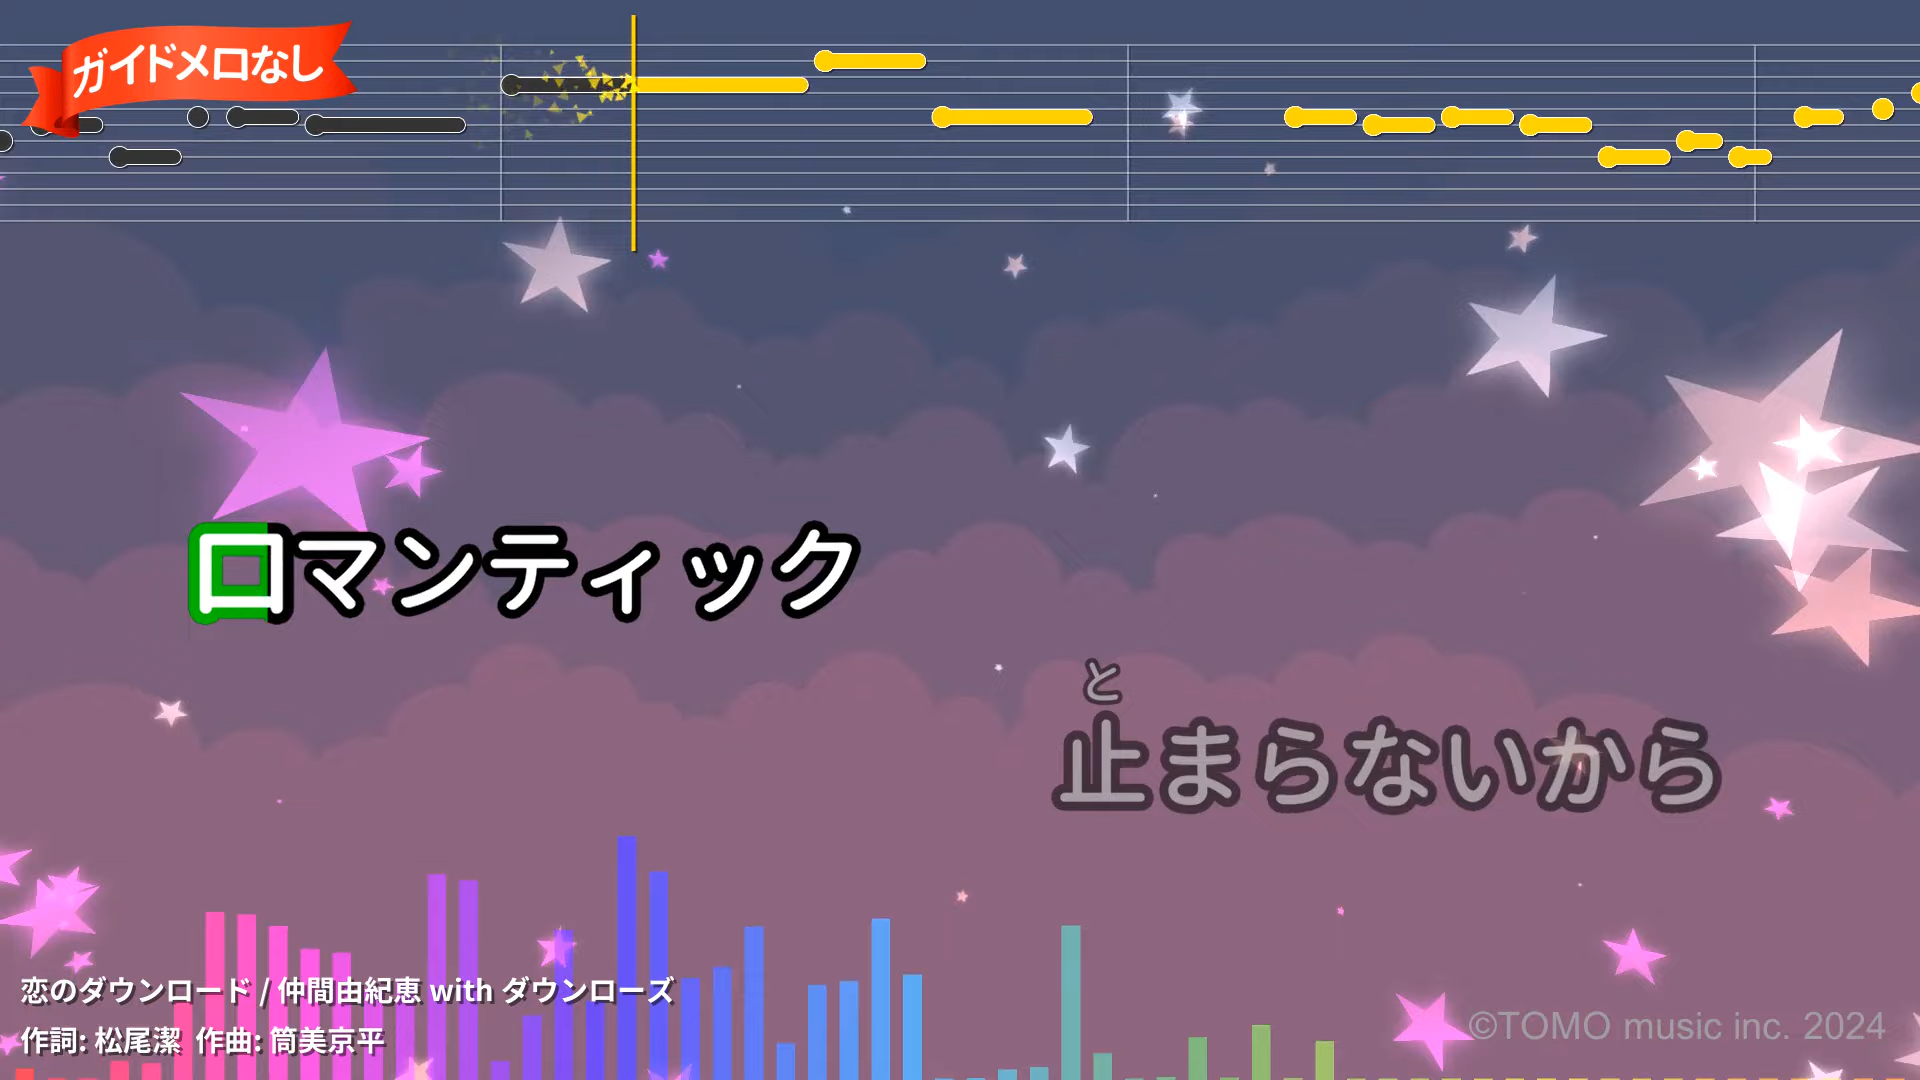 ガイドメロなし
ロマンティック
と
止まらないから
恋のダウンロード / 仲間由紀恵 with ダウンローズ
作詞: 松尾潔 作曲: 筒美京平
©TOMO music inc. 2024